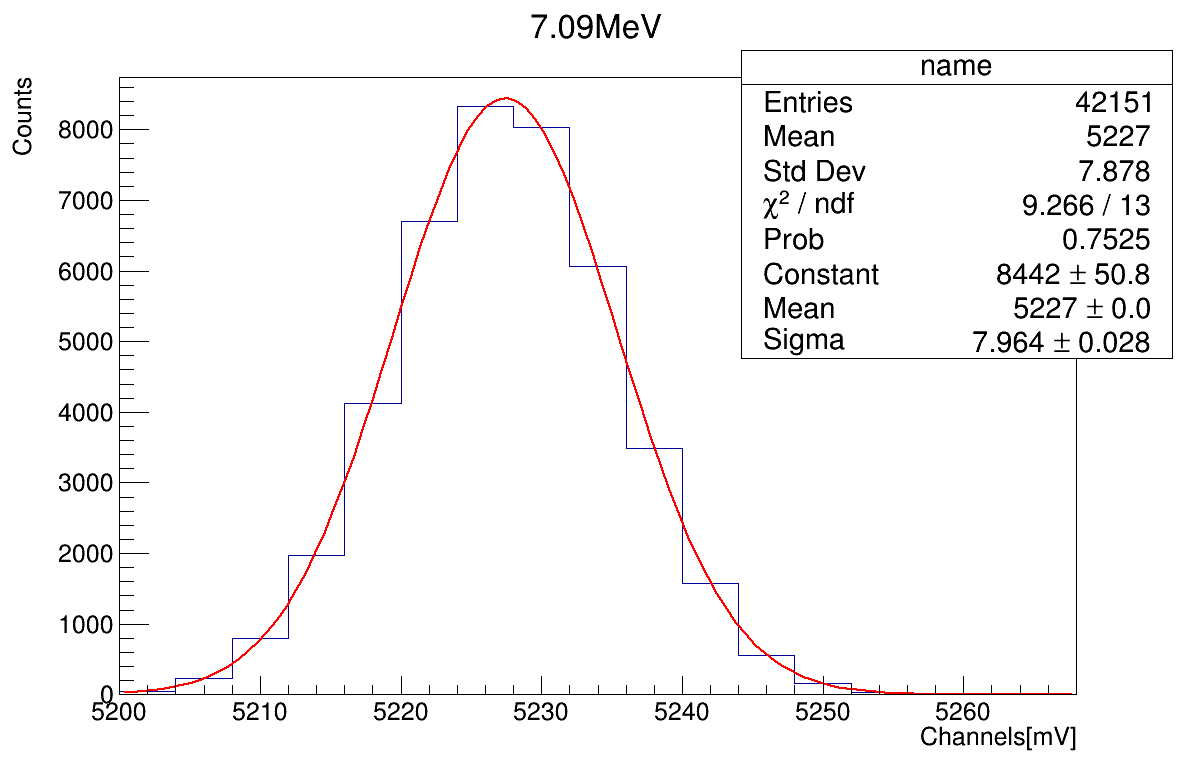 7.09MeV
name
Entries 42151
Mean 5227
Std Dev 7.878
χ² / ndf 9.266 / 13
Prob 0.7525
Constant 8442 ± 50.8
Mean 5227 ± 0.0
Sigma 7.964 ± 0.028
Counts
8000
7000
6000
5000
4000
3000
2000
1000
0
5200 5210 5220 5230 5240 5250 5260
Channels[mV]